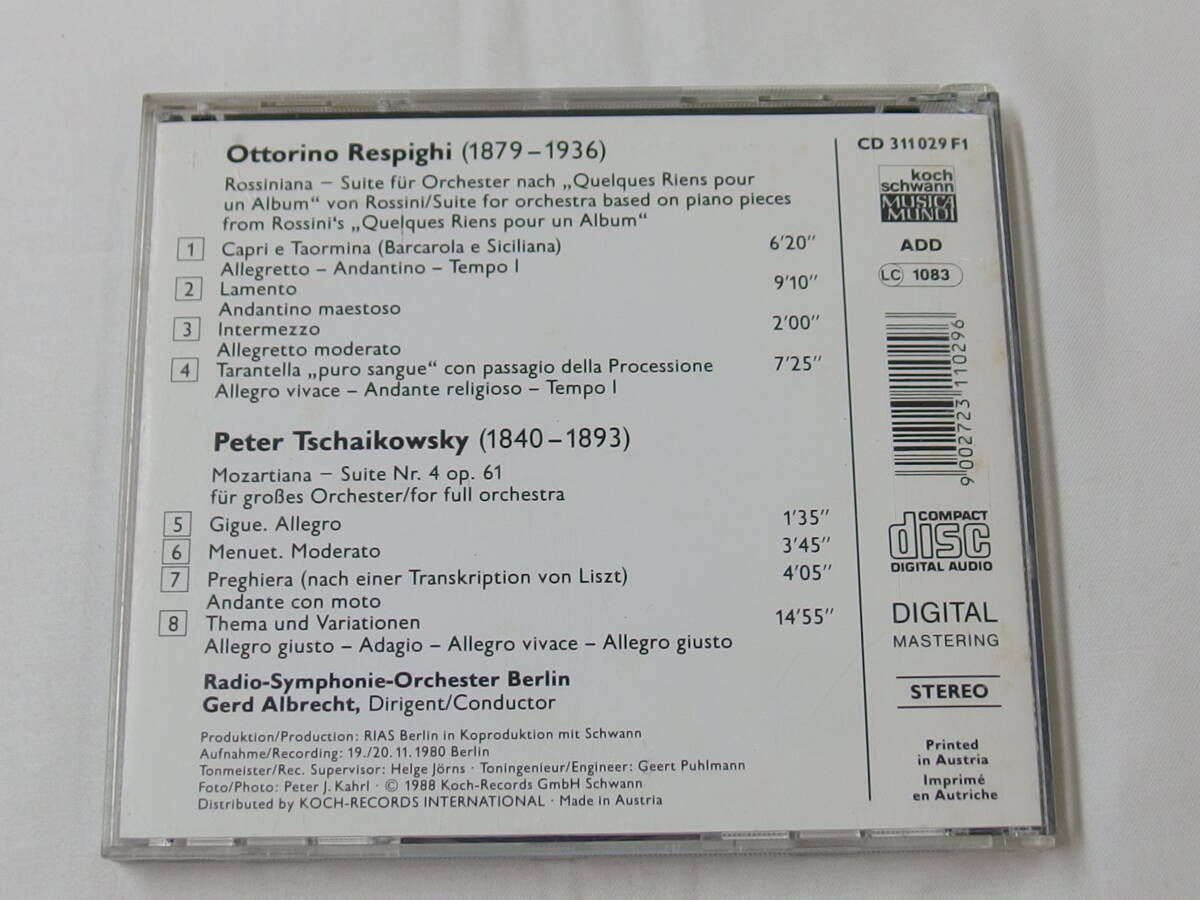 Ottorino Respighi (1879–1936)
Rossiniana – Suite für Orchester nach „Quelques Riens pour
un Album“ von Rossini/Suite for orchestra based on piano pieces
from Rossini's „Quelques Riens pour un Album“
1 Capri e Taormina (Barcarola e Siciliana) 6'20''
Allegretto – Andantino – Tempo I
2 Lamento 9'10''
Andantino maestoso
3 Intermezzo 2'00''
Allegretto moderato
4 Tarantella „puro sangue“ con passagio della Processione 7'25''
Allegro vivace – Andante religioso – Tempo I
Peter Tschaikowsky (1840–1893)
Mozartiana – Suite Nr. 4 op. 61
für großes Orchester/for full orchestra
5 Gigue. Allegro 1'35''
6 Menuet. Moderato 3'45''
7 Preghiera (nach einer Transkription von Liszt) 4'05''
Andante con moto
8 Thema und Variationen 14'55''
Allegro giusto – Adagio – Allegro vivace – Allegro giusto
Radio-Symphonie-Orchester Berlin
Gerd Albrecht, Dirigent/Conductor
Produktion/Production: RIAS Berlin in Koproduktion mit Schwann
Aufnahme/Recording: 19./20. 11. 1980 Berlin
Tonmeister/Rec. Supervisor: Helge Jörns · Toningenieur/Engineer: Geert Puhlmann
Foto/Photo: Peter J. Kahrl · © 1988 Koch-Records GmbH Schwann
Distributed by KOCH-RECORDS INTERNATIONAL · Made in Austria
CD 311 029 F1
koch
schwann
MUSICA
MUNDI
ADD
LC 1083
9 002723 110296
COMPACT
disc
DIGITAL AUDIO
DIGITAL
MASTERING
STEREO
Printed
in Austria
Imprimé
en Autriche